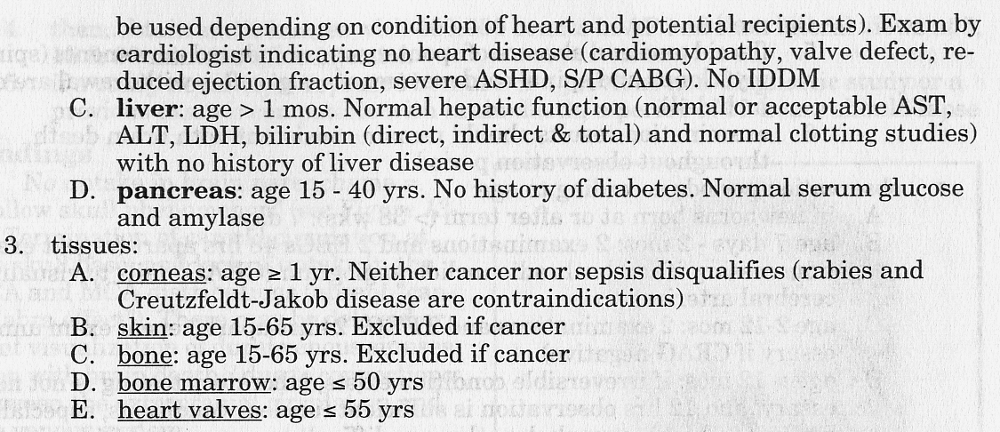 be used depending on condition of heart and potential recipients). Exam by
cardiologist indicating no heart disease (cardiomyopathy, valve defect, re-
duced ejection fraction, severe ASHD, S/P CABG). No IDDM
C. liver: age > 1 mos. Normal hepatic function (normal or acceptable AST,
ALT, LDH, bilirubin (direct, indirect & total) and normal clotting studies)
with no history of liver disease
D. pancreas: age 15 - 40 yrs. No history of diabetes. Normal serum glucose
and amylase
3. tissues:
A. corneas: age ≥ 1 yr. Neither cancer nor sepsis disqualifies (rabies and
Creutzfeldt-Jakob disease are contraindications)
B. skin: age 15-65 yrs. Excluded if cancer
C. bone: age 15-65 yrs. Excluded if cancer
D. bone marrow: age ≤ 50 yrs
E. heart valves: age ≤ 55 yrs